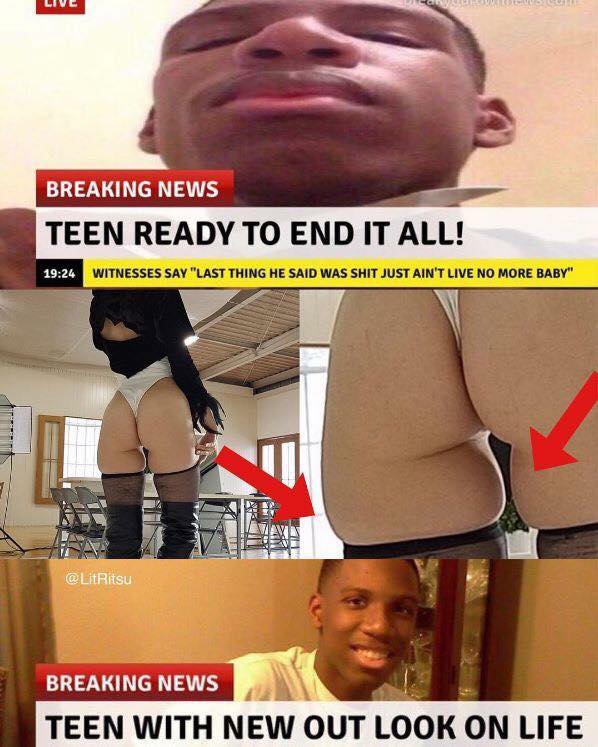 LIVE
BREAKING NEWS
TEEN READY TO END IT ALL!
19:24 WITNESSES SAY "LAST THING HE SAID WAS SHIT JUST AIN'T LIVE NO MORE BABY"
@LitRitsu
BREAKING NEWS
TEEN WITH NEW OUT LOOK ON LIFE